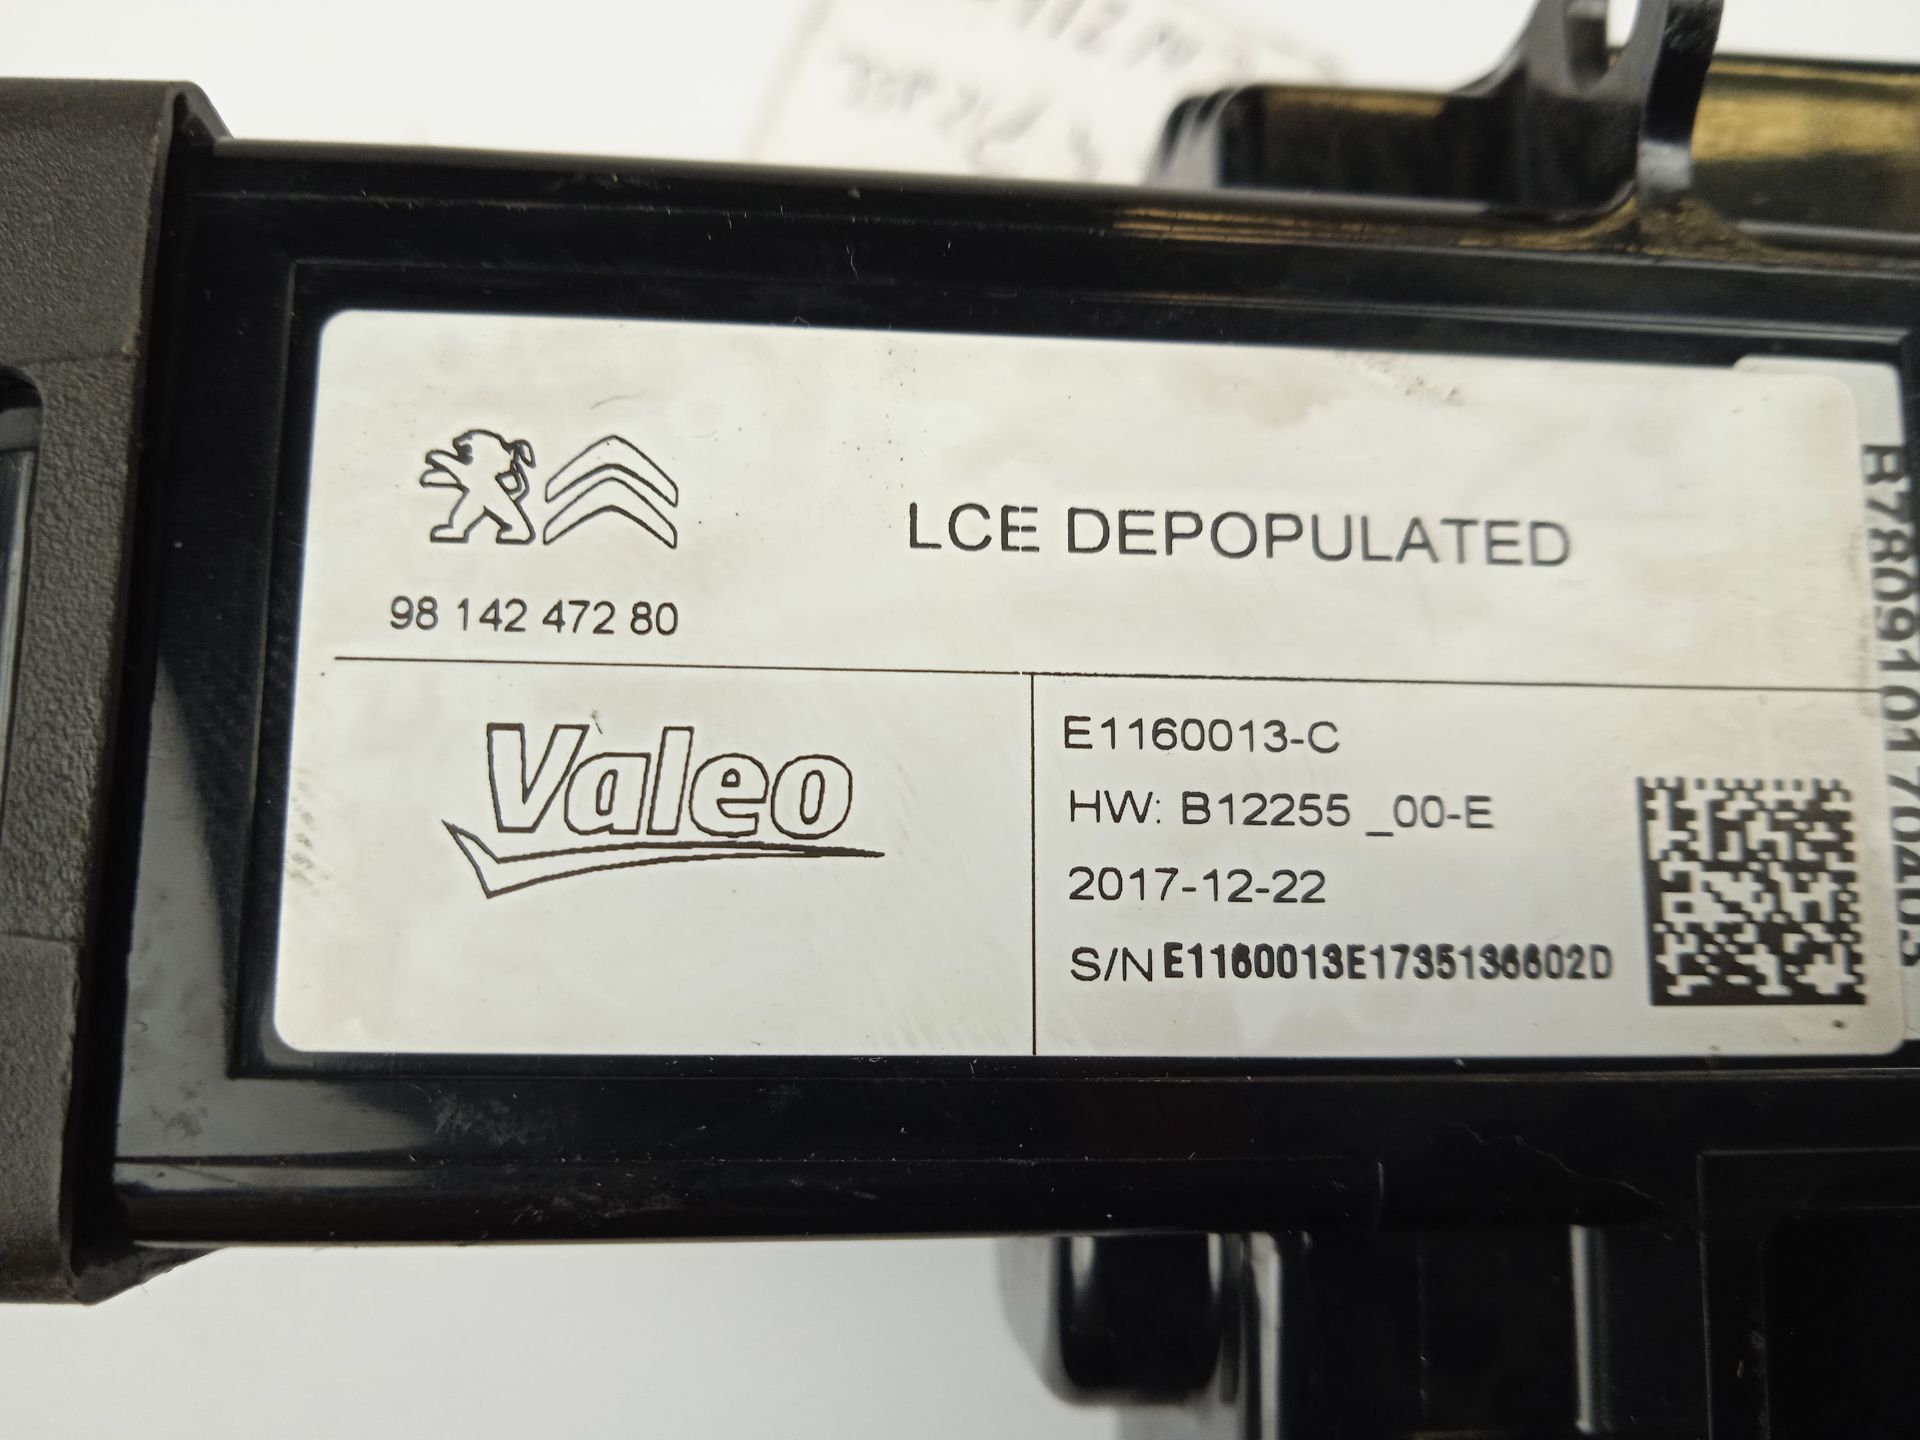 LCE DEPOPULATED
98 142 472 80
Valeo
E1160013-C
HW: B12255 _00-E
2017-12-22
S/N E1160013E1735136602D